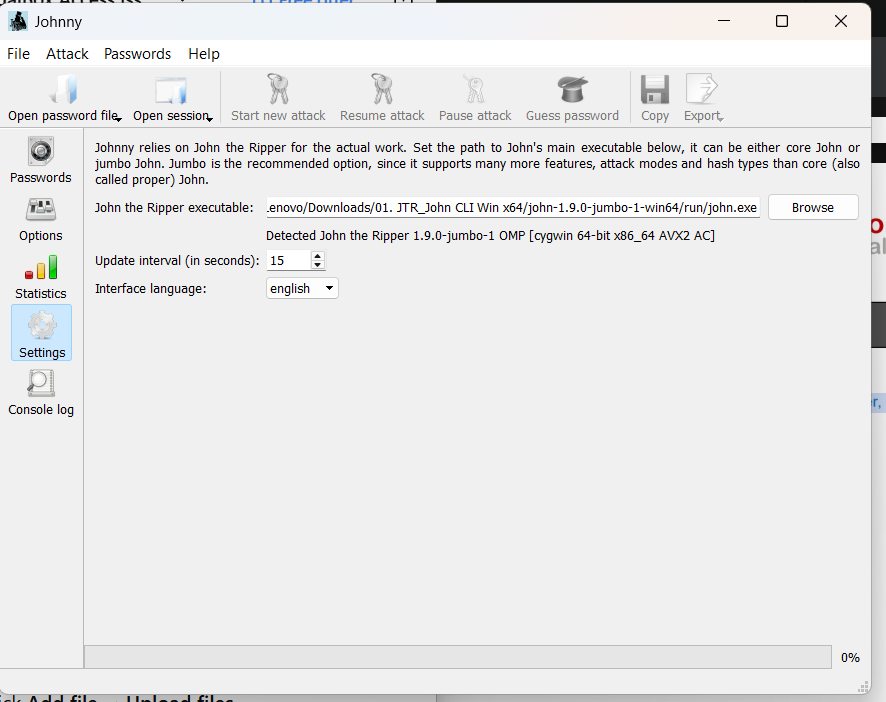 To Free over
Johnny
File Attack Passwords Help
Open password file Open session Start new attack Resume attack Pause attack Guess password Copy Export
Passwords
Options
Statistics
Settings
Console log
Johnny relies on John the Ripper for the actual work. Set the path to John's main executable below, it can be either core John or
jumbo John. Jumbo is the recommended option, since it supports many more features, attack modes and hash types than core (also
called proper) John.
John the Ripper executable: .enovo/Downloads/01. JTR_John CLI Win x64/john-1.9.0-jumbo-1-win64/run/john.exe Browse
Detected John the Ripper 1.9.0-jumbo-1 OMP [cygwin 64-bit x86_64 AVX2 AC]
Update interval (in seconds): 15
Interface language: english
0%
Add file Upload files